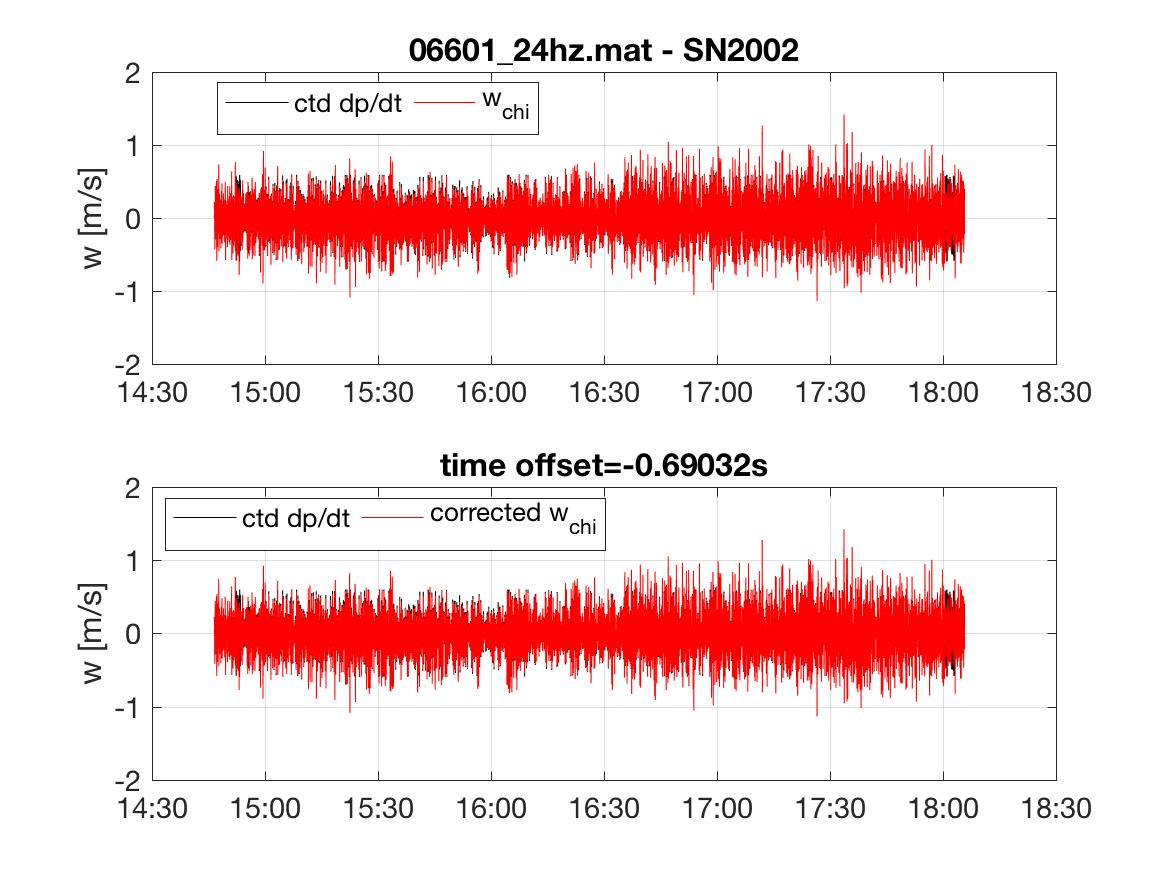 06601_24hz.mat - SN2002
ctd dp/dt w_chi
w [m/s]
2
1
0
-1
-2
14:30 15:00 15:30 16:00 16:30 17:00 17:30 18:00 18:30
time offset=-0.69032s
ctd dp/dt corrected w_chi
w [m/s]
2
1
0
-1
-2
14:30 15:00 15:30 16:00 16:30 17:00 17:30 18:00 18:30